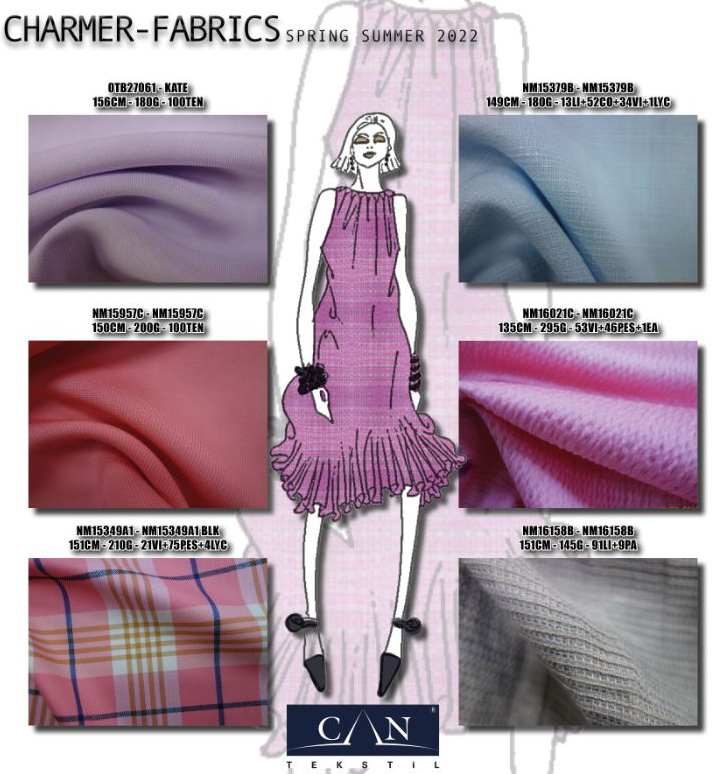 CHARMER-FABRICS SPRING SUMMER 2022
OTB27061 - KATE
156CM - 180G - 100TEN
NM15379B - NM15379B
149CM - 180G - 13LI+52CO+34VI+1LYC
NM15957C - NM15957C
150CM - 200G - 100TEN
NM16021C - NM16021C
135CM - 295G - 53VI+46PES+1EA
NM15349A1 - NM15349A1 BLK
151CM - 210G - 21VI+75PES+4LYC
NM16158B - NM16158B
151CM - 145G - 91LI+9PA
CAN®
TEKSTİL